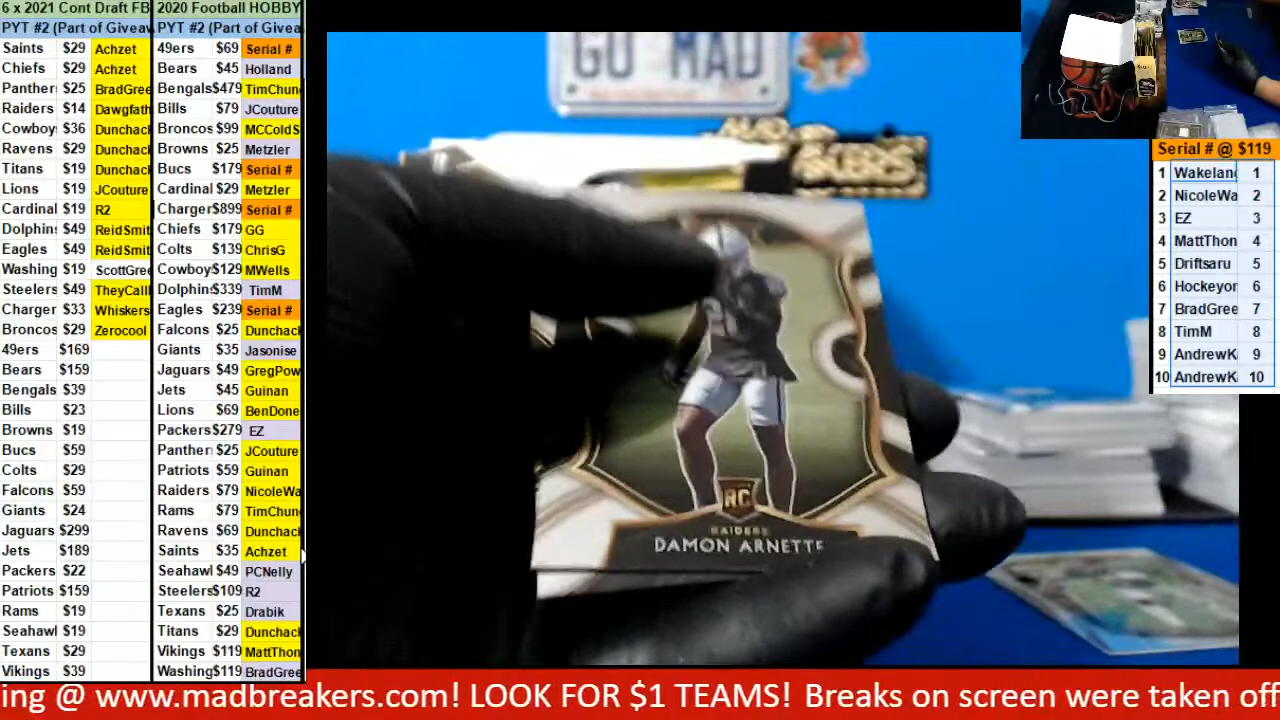 6 x 2021 Cont Draft FB
PYT #2 (Part of Giveaw
Saints $29 Achzet
Chiefs $29 Achzet
Panther $25 BradGree
Raiders $14 Dawgfath
Cowboy $36 Dunchack
Ravens $29 Dunchack
Titans $19 Dunchack
Lions $19 JCouture
Cardinal $19 R2
Dolphin $49 ReidSmit
Eagles $49 ReidSmit
Washing $19 ScottGree
Steelers $49 TheyCalll
Charger $33 Whiskers
Broncos $29 Zerocool
49ers $169
Bears $159
Bengals $39
Bills $23
Browns $19
Bucs $59
Colts $29
Falcons $59
Giants $24
Jaguars $299
Jets $189
Packers $22
Patriots $159
Rams $19
Seahawl $19
Texans $29
Vikings $39
2020 Football HOBBY
PYT #2 (Part of Givea
49ers $69 Serial #
Bears $45 Holland
Bengals $479 TimChun
Bills $79 JCouture
Broncos $99 MCColdS
Browns $25 Metzler
Bucs $179 Serial #
Cardinal $29 Metzler
Charger $899 Serial #
Chiefs $179 GG
Colts $139 ChrisG
Cowboy $129 MWells
Dolphin $339 TimM
Eagles $239 Serial #
Falcons $25 Dunchack
Giants $35 Jasonise
Jaguars $49 GregPow
Jets $45 Guinan
Lions $69 BenDone
Packers $279 EZ
Panther $25 JCouture
Patriots $59 Guinan
Raiders $79 NicoleWa
Rams $79 TimChun
Ravens $69 Dunchack
Saints $35 Achzet
Seahawl $49 PCNelly
Steelers $109 R2
Texans $25 Drabik
Titans $29 Dunchack
Vikings $119 MattThon
Washing $119 BradGree
GO MAD
RC
RAIDERS
DAMON ARNETTE
Serial # @ $119
1 Wakeland 1
2 NicoleWa 2
3 EZ 3
4 MattThon 4
5 Driftsaru 5
6 Hockeyor 6
7 BradGree 7
8 TimM 8
9 AndrewK 9
10 AndrewK 10
ing @ www.madbreakers.com! LOOK FOR $1 TEAMS! Breaks on screen were taken off